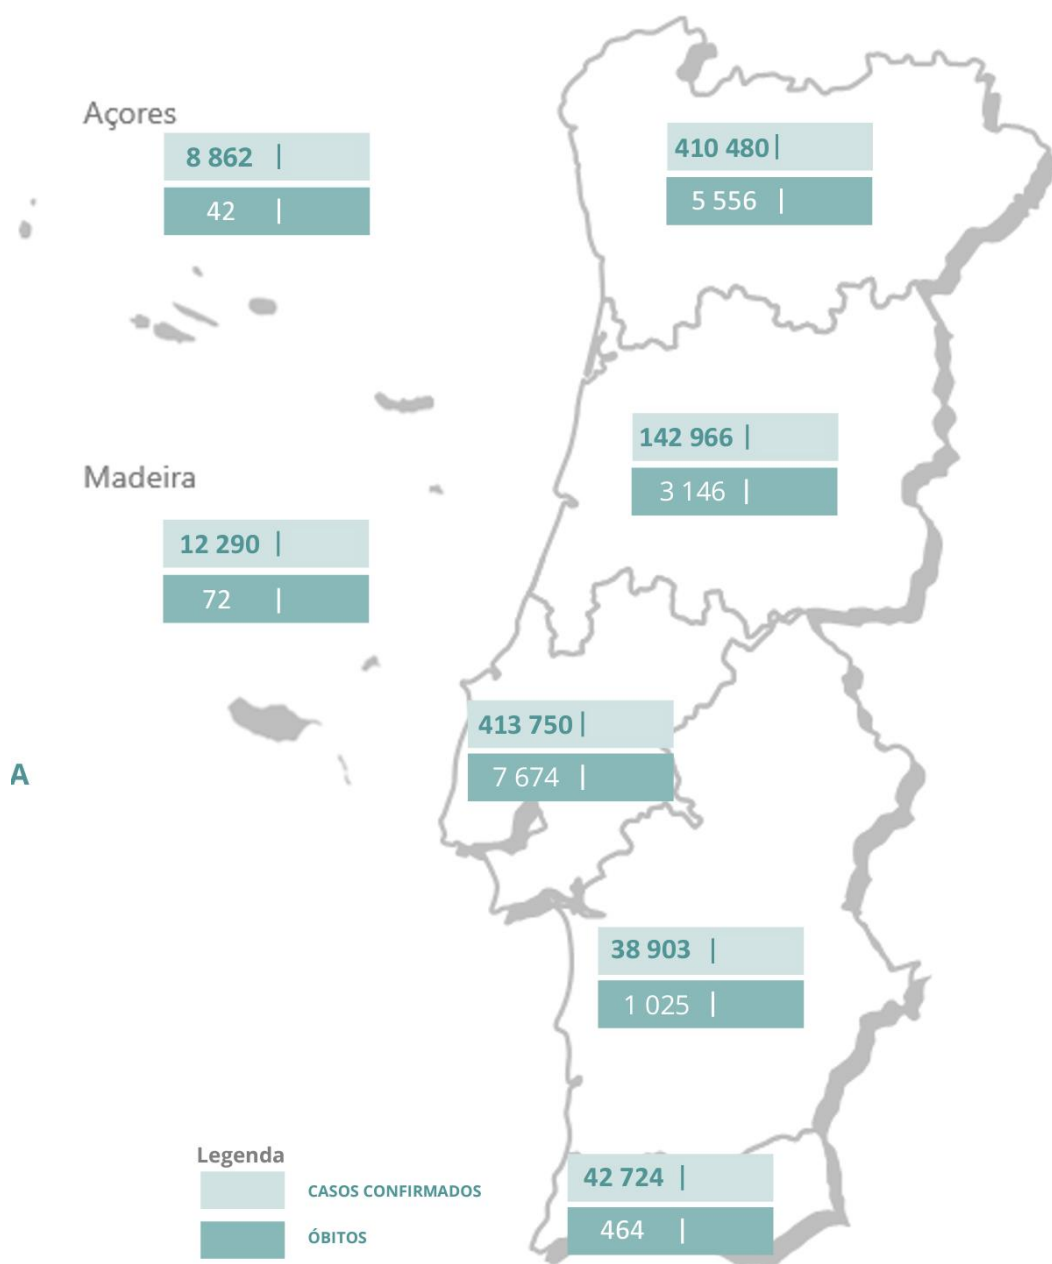 Açores
8 862 |
42 |
410 480 |
5 556 |
142 966 |
3 146 |
Madeira
12 290 |
72 |
413 750 |
7 674 |
A
38 903 |
1 025 |
42 724 |
464 |
Legenda
CASOS CONFIRMADOS
ÓBITOS